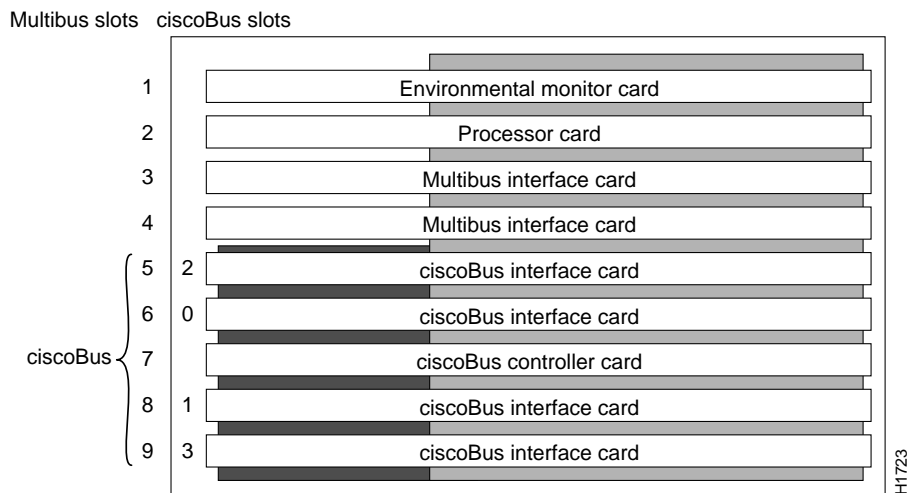 Multibus slots ciscoBus slots
1 Environmental monitor card
2 Processor card
3 Multibus interface card
4 Multibus interface card
5 2 ciscoBus interface card
6 0 ciscoBus interface card
ciscoBus 7 ciscoBus controller card
8 1 ciscoBus interface card
9 3 ciscoBus interface card
H1723